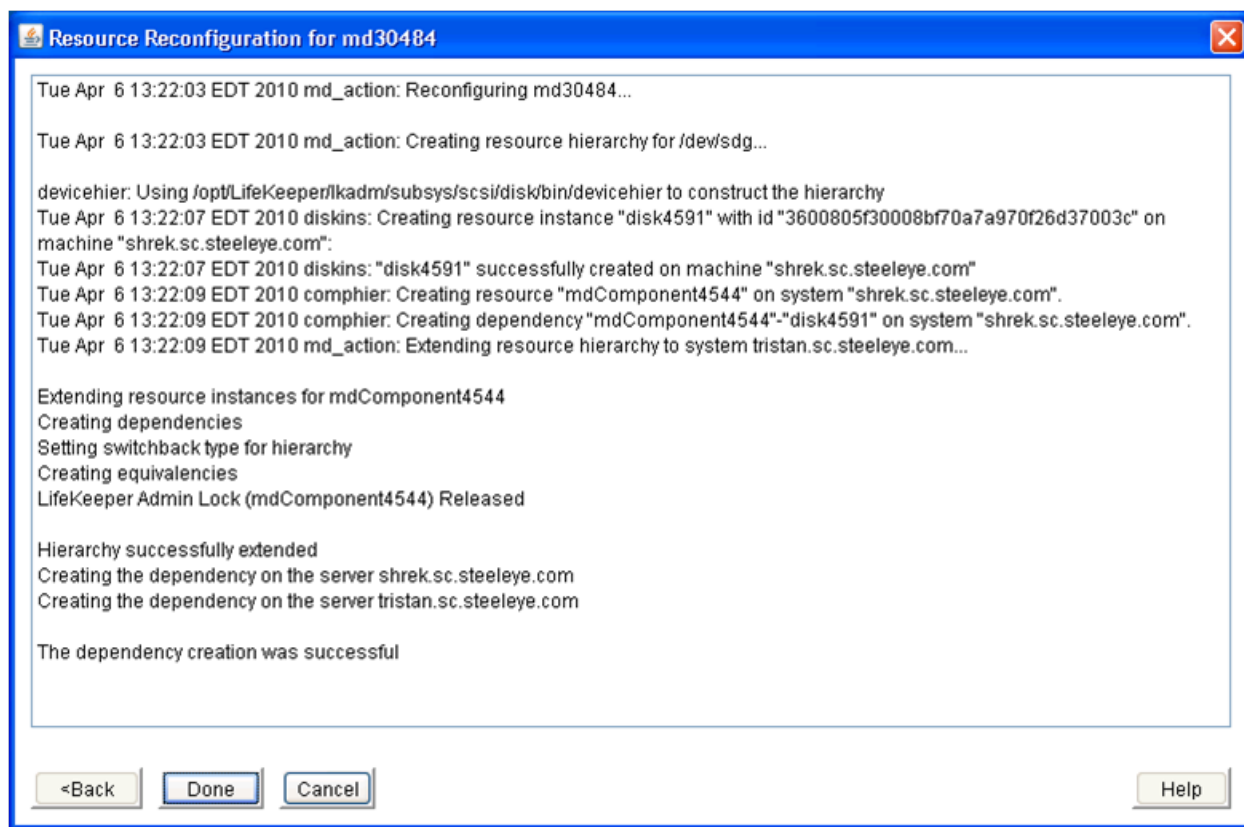 Resource Reconfiguration for md30484
Tue Apr 6 13:22:03 EDT 2010 md_action: Reconfiguring md30484...
Tue Apr 6 13:22:03 EDT 2010 md_action: Creating resource hierarchy for /dev/sdg...
devicehier: Using /opt/LifeKeeper/lkadm/subsys/scsi/disk/bin/devicehier to construct the hierarchy
Tue Apr 6 13:22:07 EDT 2010 diskins: Creating resource instance "disk4591" with id "3600805f30008bf70a7a970f26d37003c" on
machine "shrek.sc.steeleye.com":
Tue Apr 6 13:22:07 EDT 2010 diskins: "disk4591" successfully created on machine "shrek.sc.steeleye.com"
Tue Apr 6 13:22:09 EDT 2010 comphier: Creating resource "mdComponent4544" on system "shrek.sc.steeleye.com".
Tue Apr 6 13:22:09 EDT 2010 comphier: Creating dependency "mdComponent4544"-"disk4591" on system "shrek.sc.steeleye.com".
Tue Apr 6 13:22:09 EDT 2010 md_action: Extending resource hierarchy to system tristan.sc.steeleye.com...
Extending resource instances for mdComponent4544
Creating dependencies
Setting switchback type for hierarchy
Creating equivalencies
LifeKeeper Admin Lock (mdComponent4544) Released
Hierarchy successfully extended
Creating the dependency on the server shrek.sc.steeleye.com
Creating the dependency on the server tristan.sc.steeleye.com
The dependency creation was successful
<Back Done Cancel Help